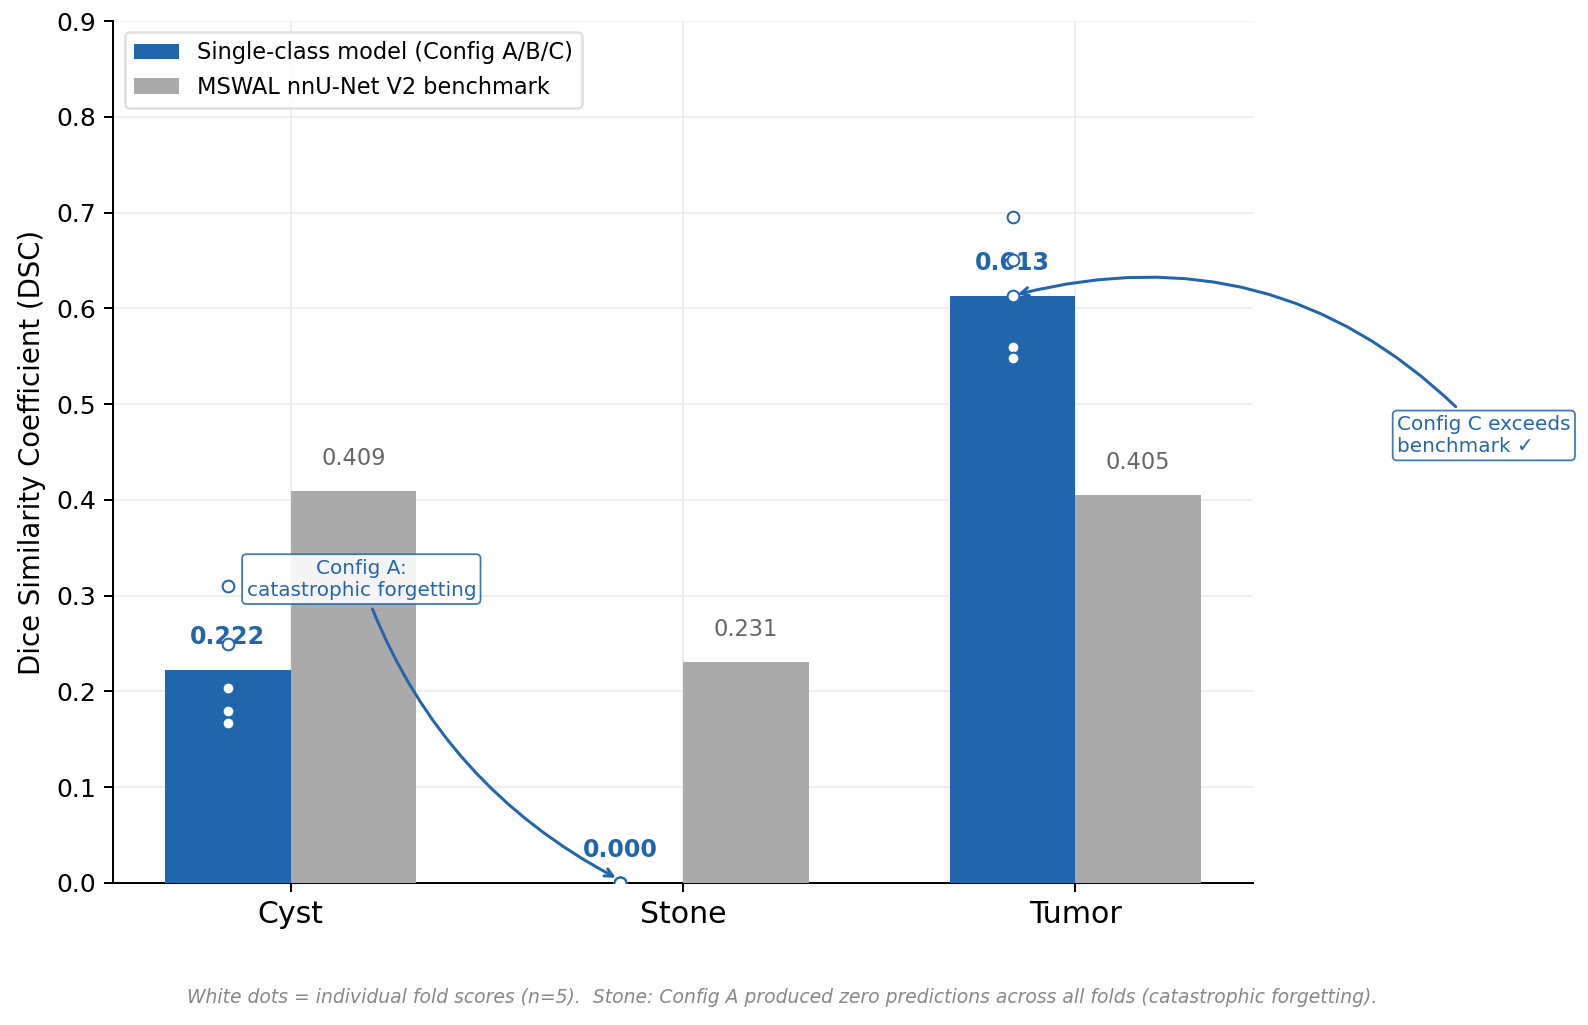 Single-class model (Config A/B/C)
MSWAL nnU-Net V2 benchmark
Dice Similarity Coefficient (DSC)
0.9
0.8
0.7
0.6
0.5
0.4
0.3
0.2
0.1
0.0
0.222
0.409
Config A:
catastrophic forgetting
0.000
0.231
0.613
0.405
Config C exceeds
benchmark ✓
Cyst
Stone
Tumor
White dots = individual fold scores (n=5).  Stone: Config A produced zero predictions across all folds (catastrophic forgetting).